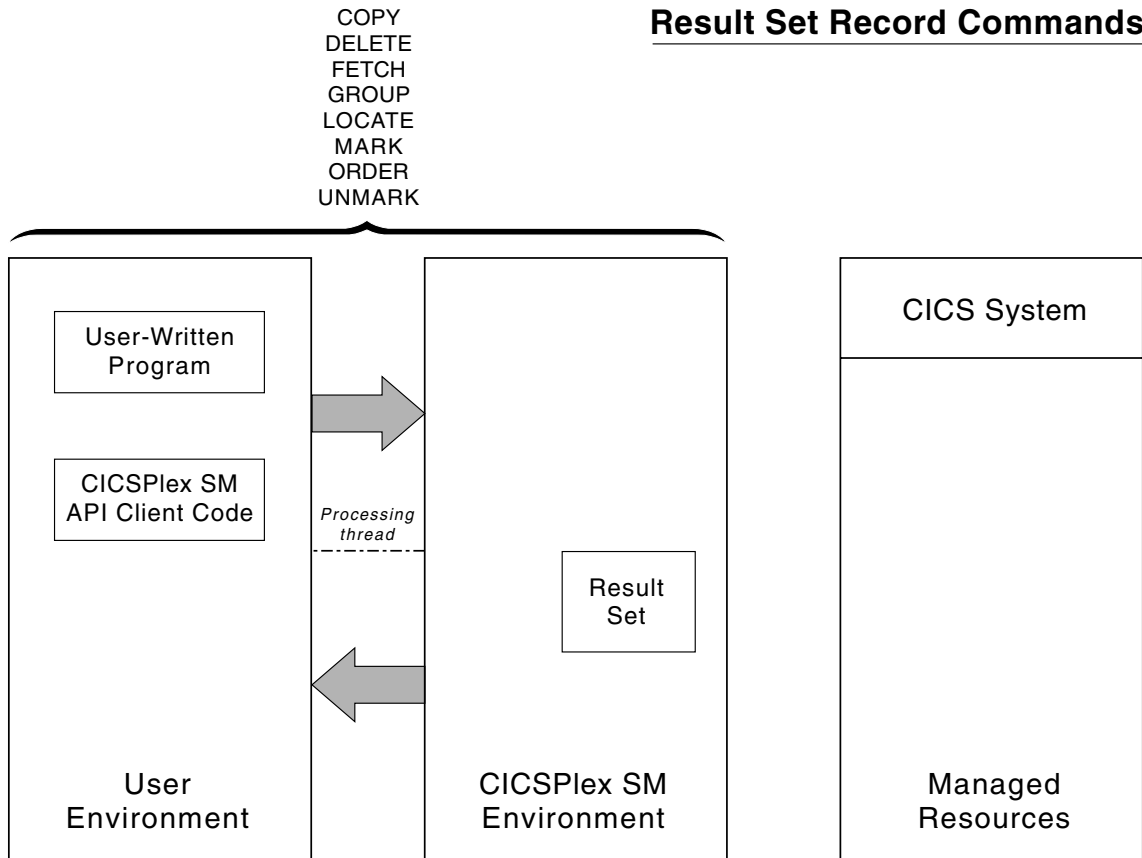 Result Set Record Commands
COPY
DELETE
FETCH
GROUP
LOCATE
MARK
ORDER
UNMARK
User-Written
Program
CICSPlex SM
API Client Code
User
Environment
Processing
thread
Result
Set
CICSPlex SM
Environment
CICS System
Managed
Resources